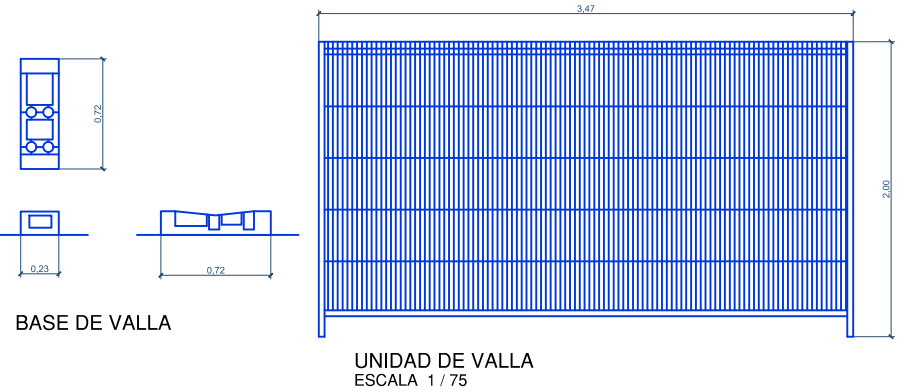 3,47
0,72
2,00
0,23
0,72
BASE DE VALLA
UNIDAD DE VALLA
ESCALA 1 / 75